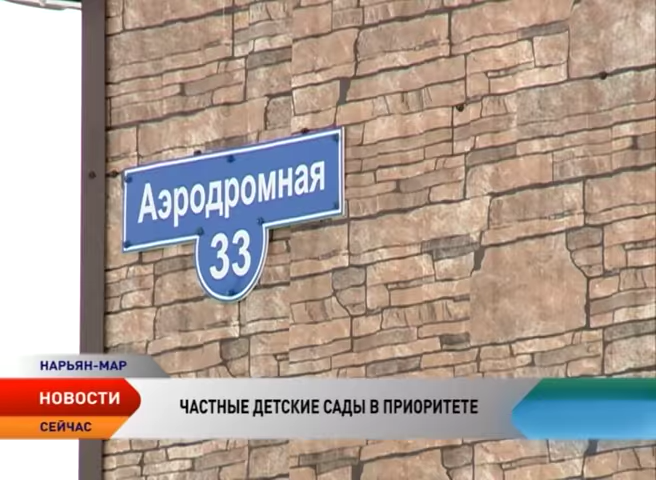 Аэродромная
33
НАРЬЯН-МАР
НОВОСТИ
СЕЙЧАС
ЧАСТНЫЕ ДЕТСКИЕ САДЫ В ПРИОРИТЕТЕ